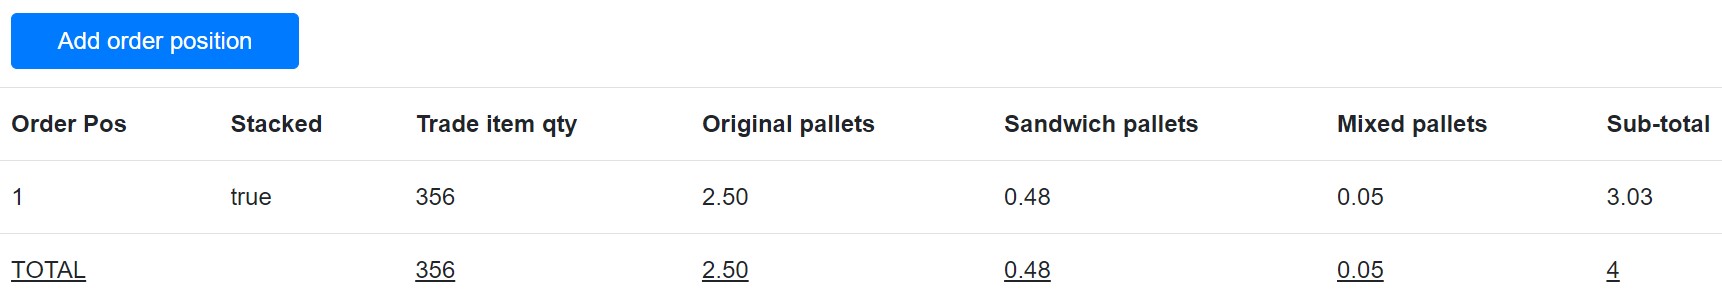 Add order position
Order Pos Stacked Trade item qty Original pallets Sandwich pallets Mixed pallets Sub-total
1 true 356 2.50 0.48 0.05 3.03
TOTAL 356 2.50 0.48 0.05 4